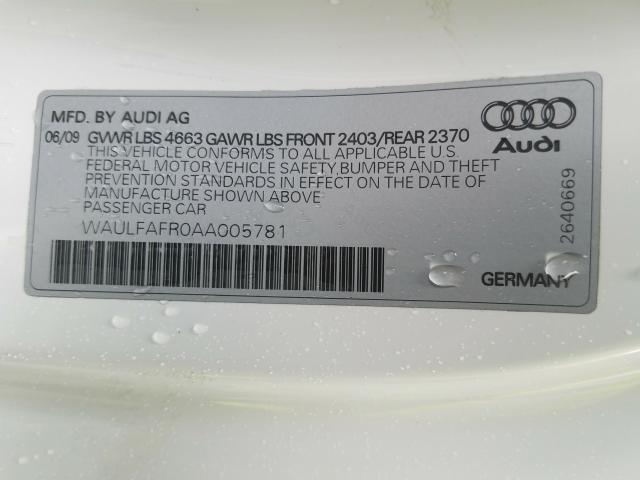 MFD. BY AUDI AG
06/09 GVWR LBS 4663 GAWR LBS FRONT 2403/REAR 2370
THIS VEHICLE CONFORMS TO ALL APPLICABLE U.S.
FEDERAL MOTOR VEHICLE SAFETY,BUMPER AND THEFT
PREVENTION STANDARDS IN EFFECT ON THE DATE OF
MANUFACTURE SHOWN ABOVE
PASSENGER CAR
WAULFAFR0AA005781
Audi
2640669
GERMANY